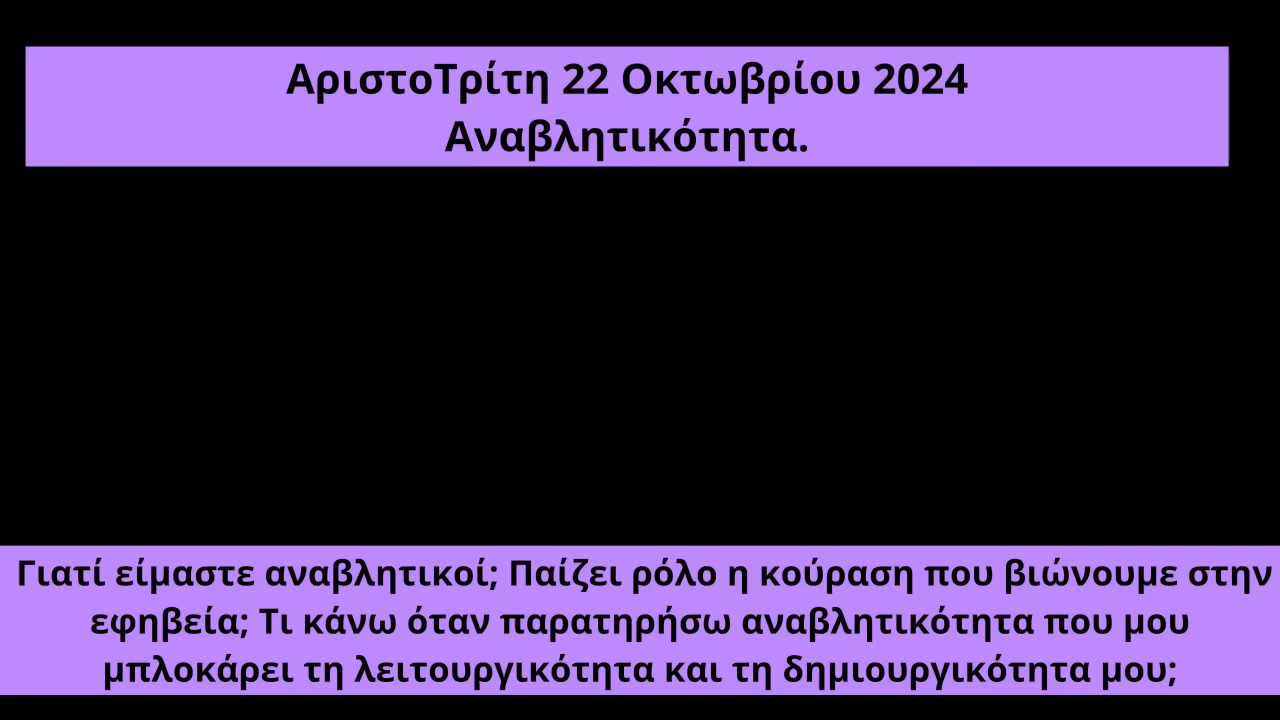 ΑριστοΤρίτη 22 Οκτωβρίου 2024
Αναβλητικότητα.
Γιατί είμαστε αναβλητικοί; Παίζει ρόλο η κούραση που βιώνουμε στην
εφηβεία; Τι κάνω όταν παρατηρήσω αναβλητικότητα που μου
μπλοκάρει τη λειτουργικότητα και τη δημιουργικότητα μου;